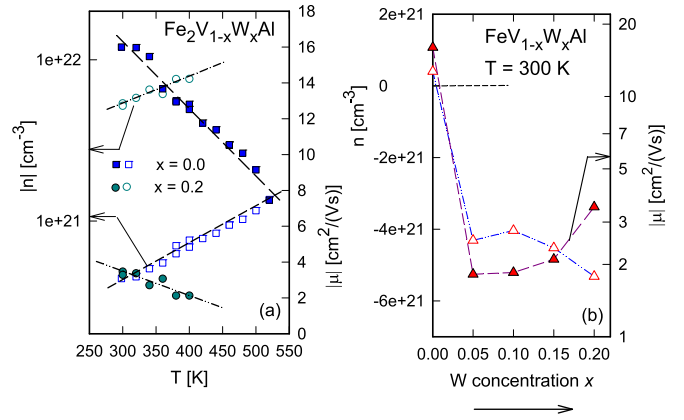 Fe2V1-xWxAl
1e+22
1e+21
|n| [cm-3]
x = 0.0
x = 0.2
18
16
14
12
10
8
6
4
2
0
|μ| [cm2/(Vs)]
(a)
250 300 350 400 450 500 550
T [K]
FeV1-xWxAl
T = 300 K
2e+21
0
-2e+21
-4e+21
-6e+21
n [cm-3]
20
10
7
5
3
2
1
|μ| [cm2/(Vs)]
(b)
0.00 0.05 0.10 0.15 0.20
W concentration x